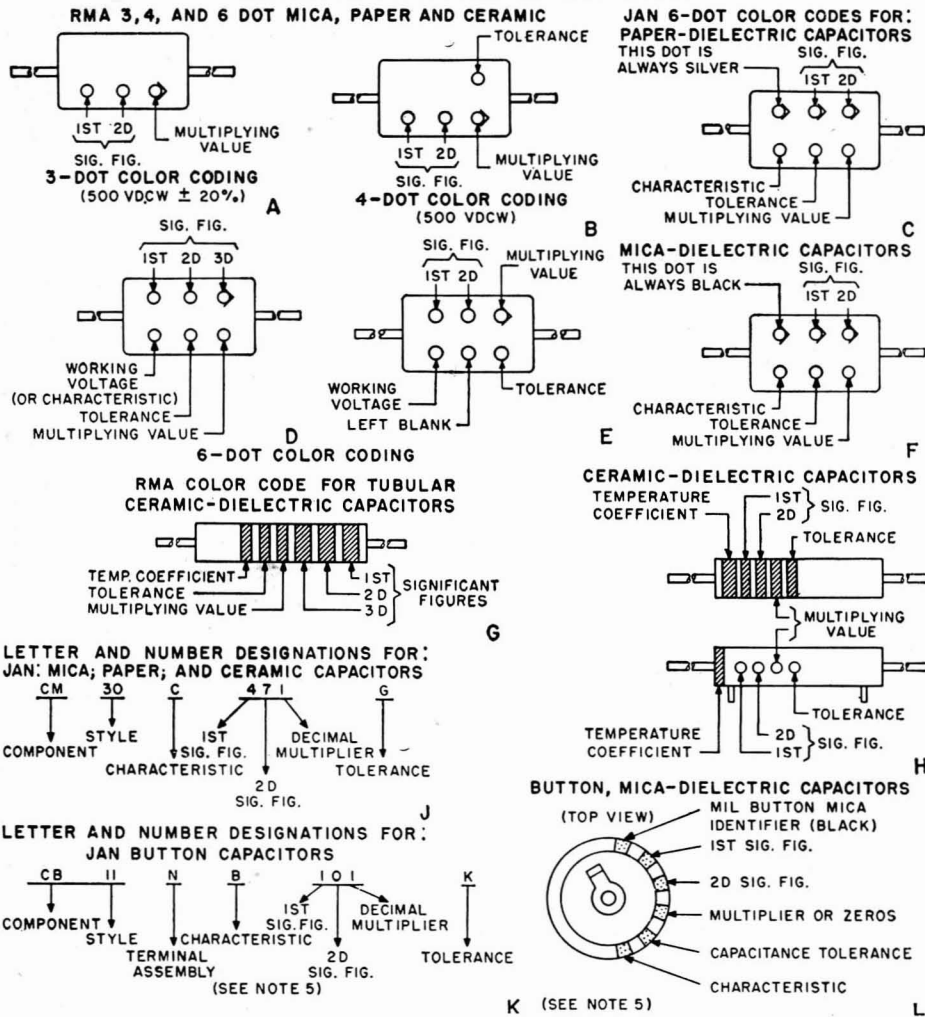 RMA 3,4, AND 6 DOT MICA, PAPER AND CERAMIC
1ST 2D
SIG. FIG.
MULTIPLYING
VALUE
3-DOT COLOR CODING
(500 VDCW ± 20%)
A
TOLERANCE
1ST 2D
SIG. FIG.
MULTIPLYING
VALUE
4-DOT COLOR CODING
(500 VDCW)
B
JAN 6-DOT COLOR CODES FOR:
PAPER-DIELECTRIC CAPACITORS
THIS DOT IS
ALWAYS SILVER
SIG. FIG.
1ST 2D
CHARACTERISTIC
TOLERANCE
MULTIPLYING VALUE
C
SIG. FIG.
1ST 2D 3D
WORKING
VOLTAGE
(OR CHARACTERISTIC)
TOLERANCE
MULTIPLYING VALUE
D
SIG. FIG.
1ST 2D
MULTIPLYING
VALUE
WORKING
VOLTAGE
LEFT BLANK
TOLERANCE
E
6-DOT COLOR CODING
MICA-DIELECTRIC CAPACITORS
THIS DOT IS
ALWAYS BLACK
SIG. FIG.
1ST 2D
CHARACTERISTIC
TOLERANCE
MULTIPLYING VALUE
F
RMA COLOR CODE FOR TUBULAR
CERAMIC-DIELECTRIC CAPACITORS
TEMP. COEFFICIENT
TOLERANCE
MULTIPLYING VALUE
1ST
2D
3D
SIGNIFICANT
FIGURES
G
CERAMIC-DIELECTRIC CAPACITORS
TEMPERATURE
COEFFICIENT
1ST
2D
SIG. FIG.
TOLERANCE
MULTIPLYING
VALUE
TOLERANCE
TEMPERATURE
COEFFICIENT
2D
1ST
SIG. FIG.
H
LETTER AND NUMBER DESIGNATIONS FOR:
JAN: MICA; PAPER; AND CERAMIC CAPACITORS
CM 30 C 471 G
COMPONENT
STYLE
CHARACTERISTIC
1ST
SIG. FIG.
2D
SIG. FIG.
DECIMAL
MULTIPLIER
TOLERANCE
J
LETTER AND NUMBER DESIGNATIONS FOR:
JAN BUTTON CAPACITORS
CB 11 N B 101 K
COMPONENT
STYLE
TERMINAL
ASSEMBLY
CHARACTERISTIC
1ST
SIG. FIG.
2D
SIG. FIG.
DECIMAL
MULTIPLIER
TOLERANCE
(SEE NOTE 5)
K
BUTTON, MICA-DIELECTRIC CAPACITORS
(TOP VIEW)
MIL BUTTON MICA
IDENTIFIER (BLACK)
1ST SIG. FIG.
2D SIG. FIG.
MULTIPLIER OR ZEROS
CAPACITANCE TOLERANCE
CHARACTERISTIC
(SEE NOTE 5)
L